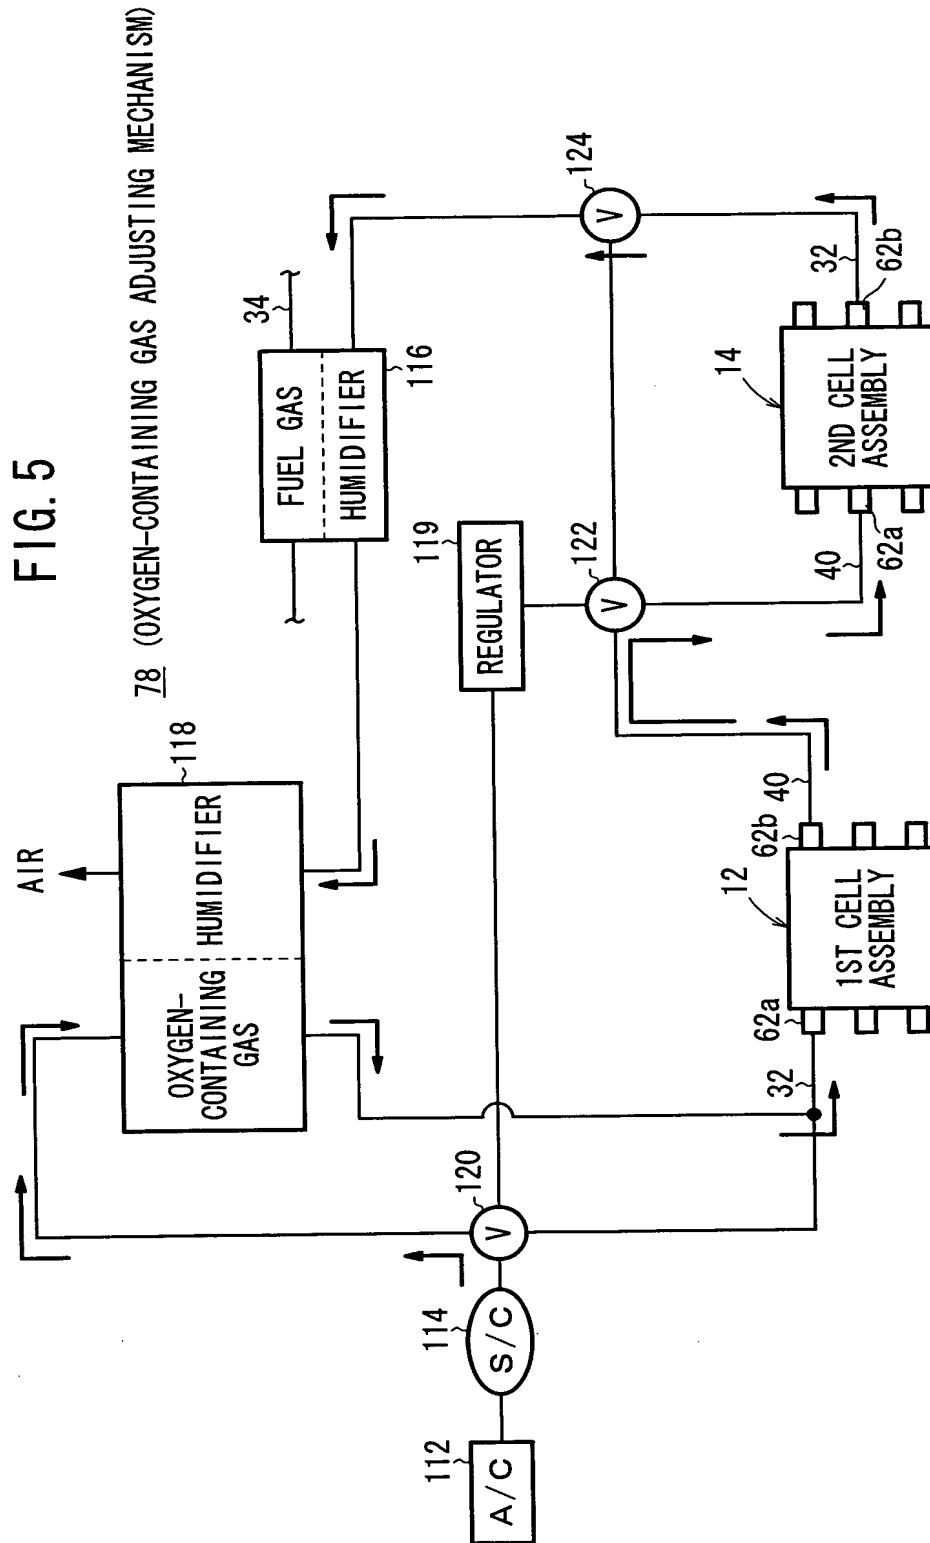 FIG. 5
78 (OXYGEN-CONTAINING GAS ADJUSTING MECHANISM)
AIR
118
OXYGEN-
CONTAINING
GAS
HUMIDIFIER
34
FUEL GAS
HUMIDIFIER
116
112
A/C
114
S/C
120
V
119
REGULATOR
122
V
124
V
32
62a
12
1ST CELL
ASSEMBLY
62b
40
40
62a
14
2ND CELL
ASSEMBLY
32
62b